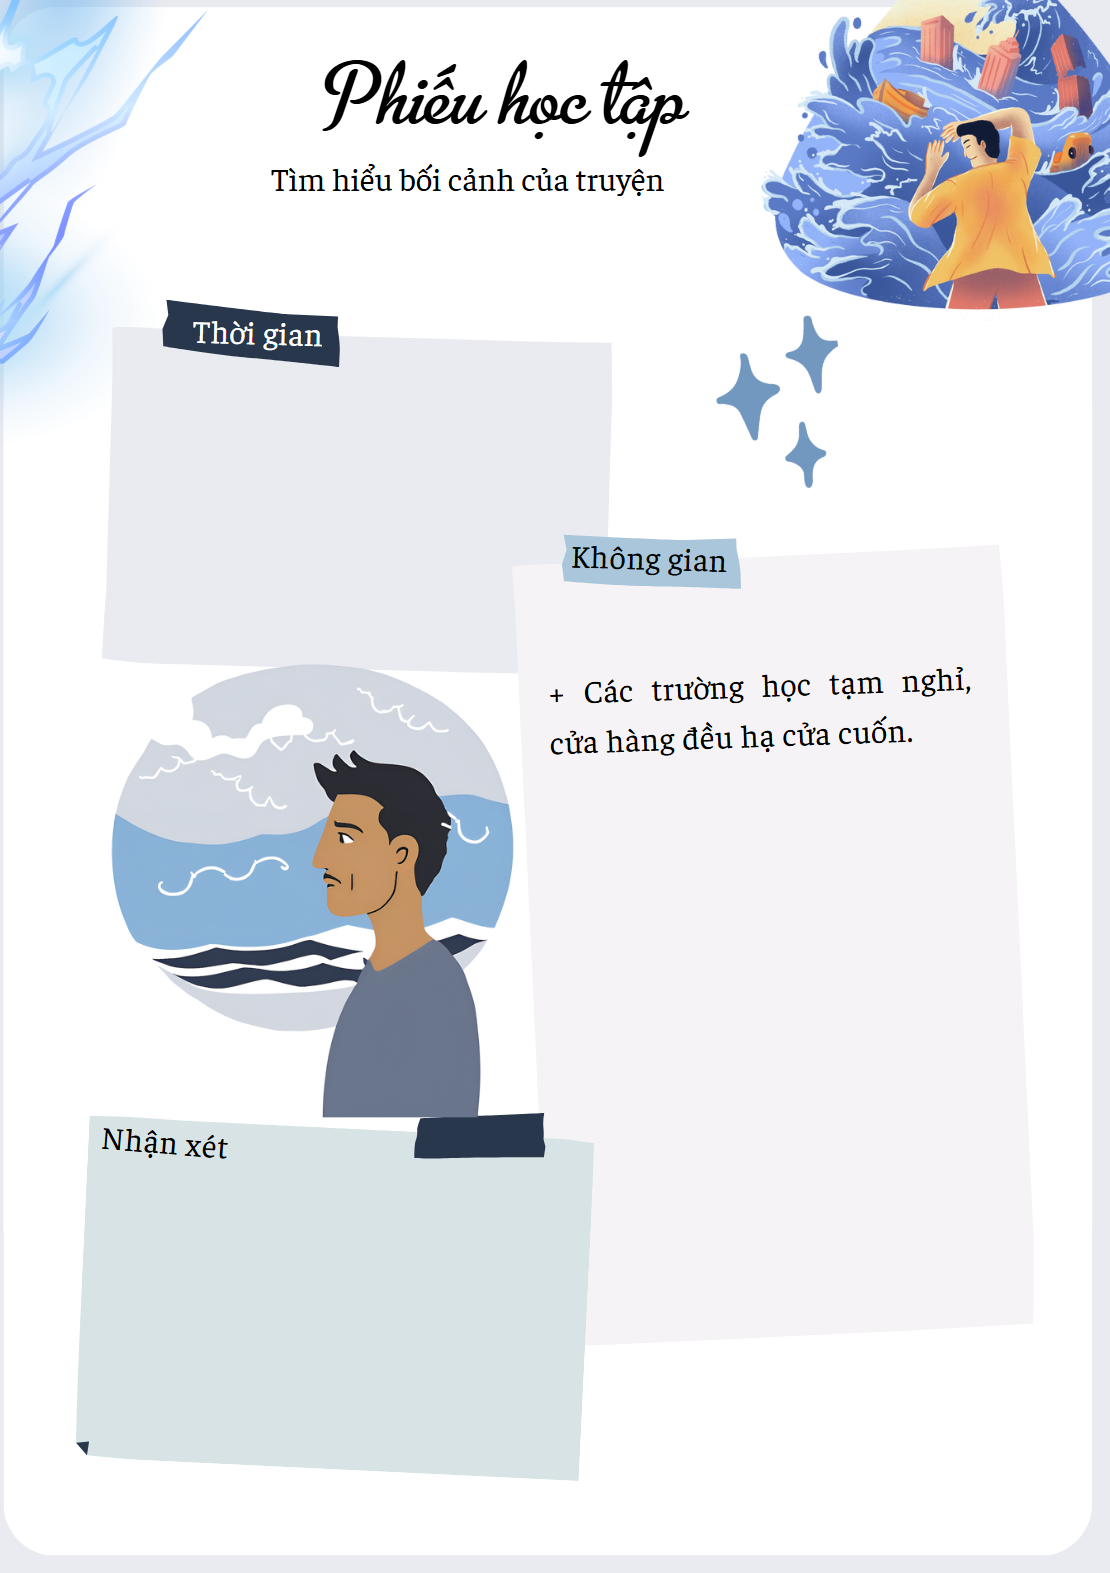 Phiếu học tập
Tìm hiểu bối cảnh của truyện
Thời gian
Không gian
+ Các trường học tạm nghỉ,
cửa hàng đều hạ cửa cuốn.
Nhận xét